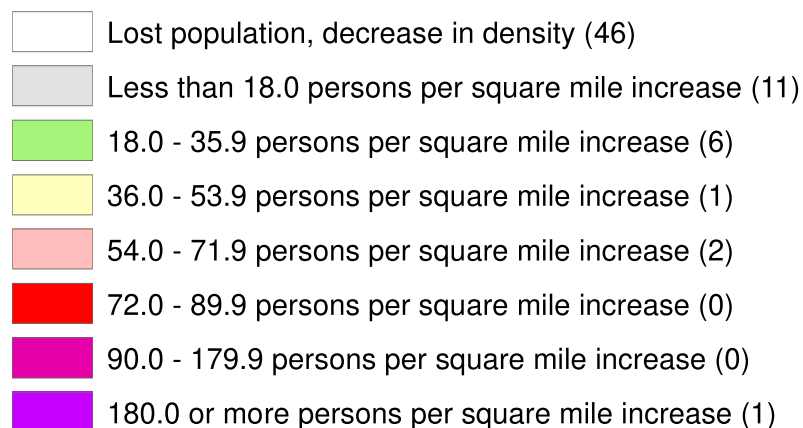 Lost population, decrease in density (46)
Less than 18.0 persons per square mile increase (11)
18.0 - 35.9 persons per square mile increase (6)
36.0 - 53.9 persons per square mile increase (1)
54.0 - 71.9 persons per square mile increase (2)
72.0 - 89.9 persons per square mile increase (0)
90.0 - 179.9 persons per square mile increase (0)
180.0 or more persons per square mile increase (1)